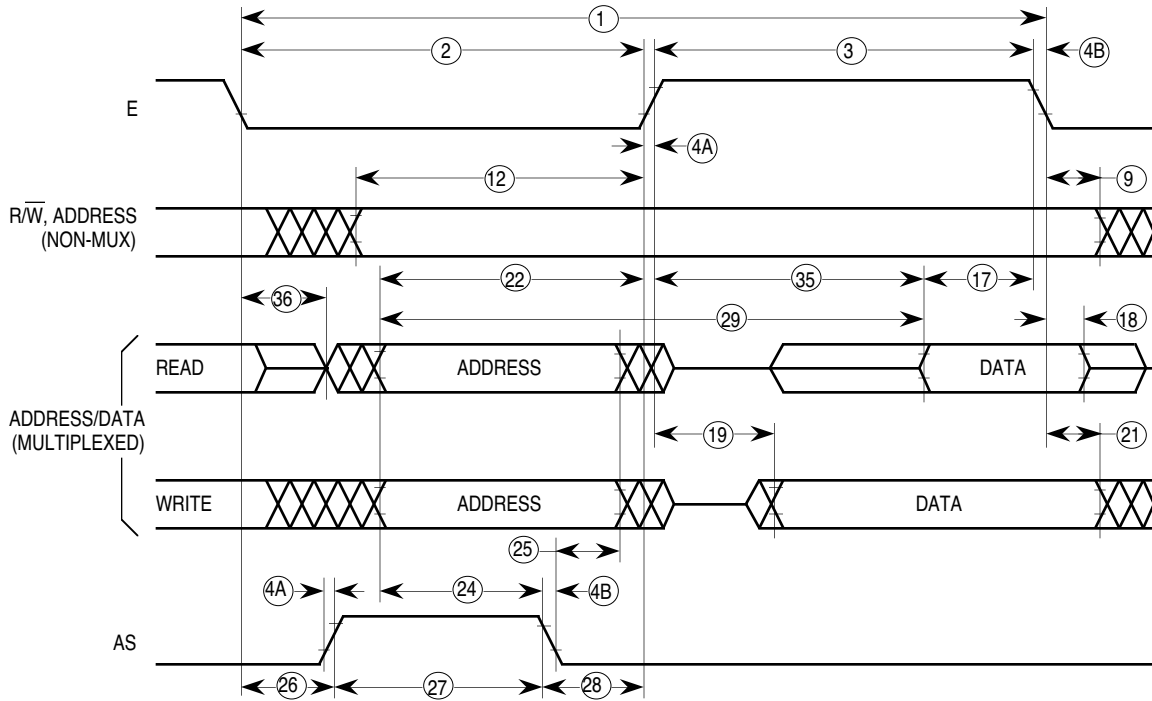 1
2
3
4B
E
4A
12
9
R/W̅, ADDRESS
(NON-MUX)
22
35
17
36
29
18
READ
ADDRESS
DATA
ADDRESS/DATA
(MULTIPLEXED)
19
21
WRITE
ADDRESS
DATA
25
4A
24
4B
AS
26
27
28